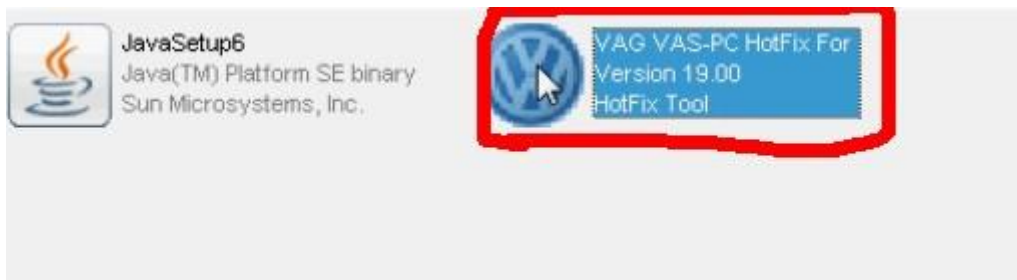 JavaSetup6
Java(TM) Platform SE binary
Sun Microsystems, Inc.
VAG VAS-PC HotFix For
Version 19.00
HotFix Tool